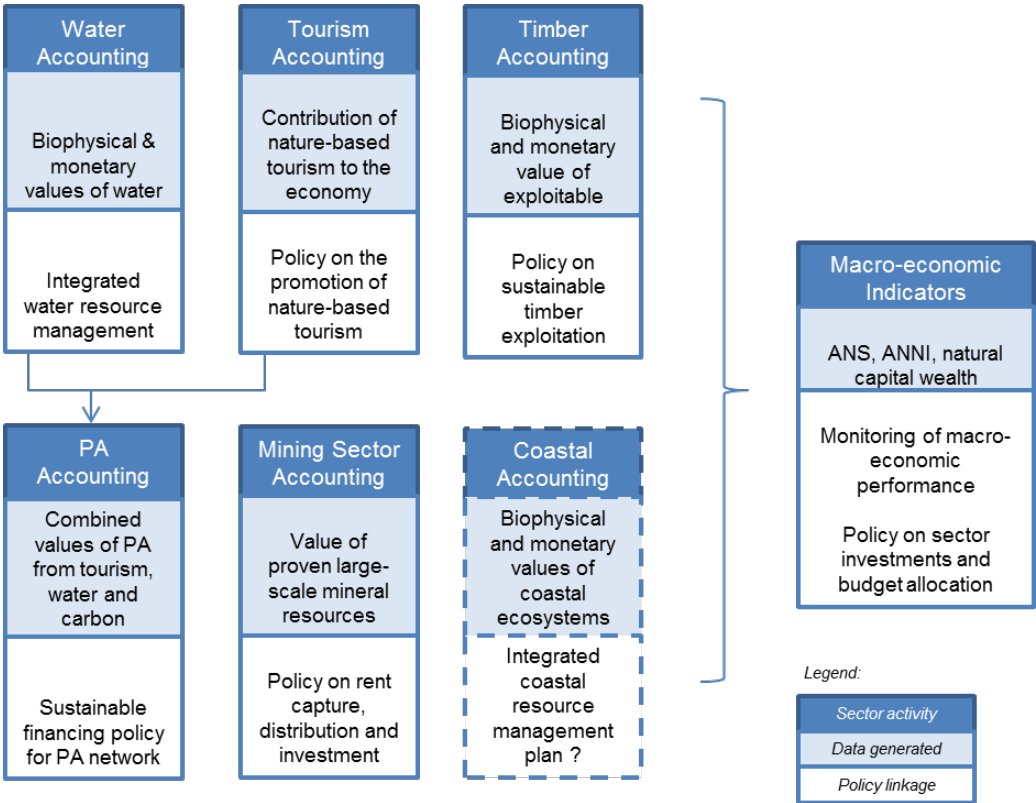 Water
Accounting
Biophysical &
monetary
values of water
Integrated
water resource
management
Tourism
Accounting
Contribution of
nature-based
tourism to the
economy
Policy on the
promotion of
nature-based
tourism
Timber
Accounting
Biophysical
and monetary
value of
exploitable
Policy on
sustainable
timber
exploitation
PA
Accounting
Combined
values of PA
from tourism,
water and
carbon
Sustainable
financing policy
for PA network
Mining Sector
Accounting
Value of
proven large-
scale mineral
resources
Policy on rent
capture,
distribution and
investment
Coastal
Accounting
Biophysical
and monetary
values of
coastal
ecosystems
Integrated
coastal
resource
management
plan ?
Macro-economic
Indicators
ANS, ANNI, natural
capital wealth
Monitoring of macro-
economic
performance
Policy on sector
investments and
budget allocation
Legend:
Sector activity
Data generated
Policy linkage